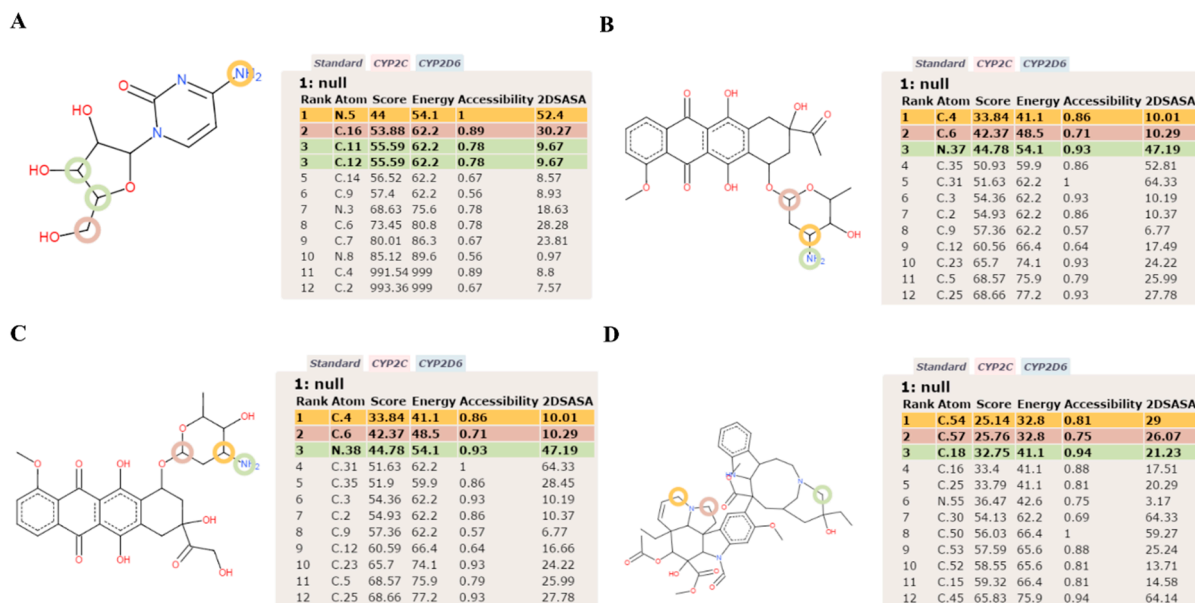 A
Standard CYP2C CYP2D6
1: null
Rank Atom Score Energy Accessibility 2DSASA
1 N.5 44 54.1 1 52.4
2 C.16 53.88 62.2 0.89 30.27
3 C.11 55.59 62.2 0.78 9.67
3 C.12 55.59 62.2 0.78 9.67
5 C.14 56.52 62.2 0.67 8.57
6 C.9 57.4 62.2 0.56 8.93
7 N.3 68.63 75.6 0.78 18.63
8 C.6 73.45 80.8 0.78 28.28
9 C.7 80.01 86.3 0.67 23.81
10 N.8 85.12 89.6 0.56 0.97
11 C.4 991.54 999 0.89 8.8
12 C.2 993.36 999 0.67 7.57
O N NH2
HO N
HO O
HO
B
Standard CYP2C CYP2D6
1: null
Rank Atom Score Energy Accessibility 2DSASA
1 C.4 33.84 41.1 0.86 10.01
2 C.6 42.37 48.5 0.71 10.29
3 N.37 44.78 54.1 0.93 47.19
4 C.35 50.93 59.9 0.86 52.81
5 C.31 51.63 62.2 1 64.33
6 C.3 54.36 62.2 0.93 10.19
7 C.2 54.93 62.2 0.86 10.37
8 C.9 57.36 62.2 0.57 6.77
9 C.12 60.56 66.4 0.64 17.49
10 C.23 65.7 74.1 0.93 24.22
11 C.5 68.57 75.9 0.79 25.99
12 C.25 68.66 77.2 0.93 27.78
O OH OH
O
O O OH O
O
OH
NH2
C
Standard CYP2C CYP2D6
1: null
Rank Atom Score Energy Accessibility 2DSASA
1 C.4 33.84 41.1 0.86 10.01
2 C.6 42.37 48.5 0.71 10.29
3 N.38 44.78 54.1 0.93 47.19
4 C.31 51.63 62.2 1 64.33
5 C.35 51.9 59.9 0.86 28.45
6 C.3 54.36 62.2 0.93 10.19
7 C.2 54.93 62.2 0.86 10.37
8 C.9 57.36 62.2 0.57 6.77
9 C.12 60.59 66.4 0.64 16.66
10 C.23 65.7 74.1 0.93 24.22
11 C.5 68.57 75.9 0.79 25.99
12 C.25 68.66 77.2 0.93 27.78
OH
O
NH2
O O OH O
OH
O OH O
OH
D
Standard CYP2C CYP2D6
1: null
Rank Atom Score Energy Accessibility 2DSASA
1 C.54 25.14 32.8 0.81 29
2 C.57 25.76 32.8 0.75 26.07
3 C.18 32.75 41.1 0.94 21.23
4 C.16 33.4 41.1 0.88 17.51
5 C.25 33.79 41.1 0.81 20.29
6 N.55 36.47 42.6 0.75 3.17
7 C.30 54.13 62.2 0.69 64.33
8 C.50 56.03 66.4 1 59.27
9 C.53 57.59 65.6 0.88 25.24
10 C.52 58.55 65.6 0.81 13.71
11 C.15 59.32 66.4 0.81 14.58
12 C.45 65.83 75.9 0.94 64.14
N
O
N
OH
O
O
O
OH
O
O
N
O